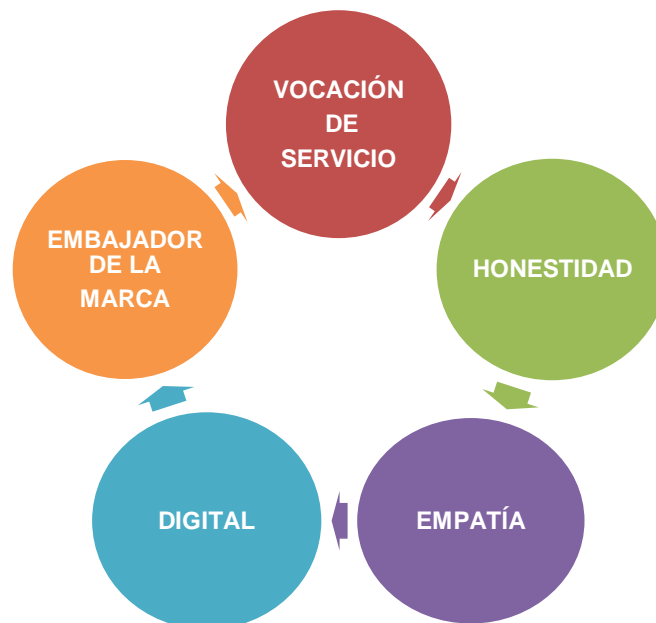 VOCACIÓN
DE
SERVICIO
HONESTIDAD
EMPATÍA
DIGITAL
EMBAJADOR
DE LA
MARCA